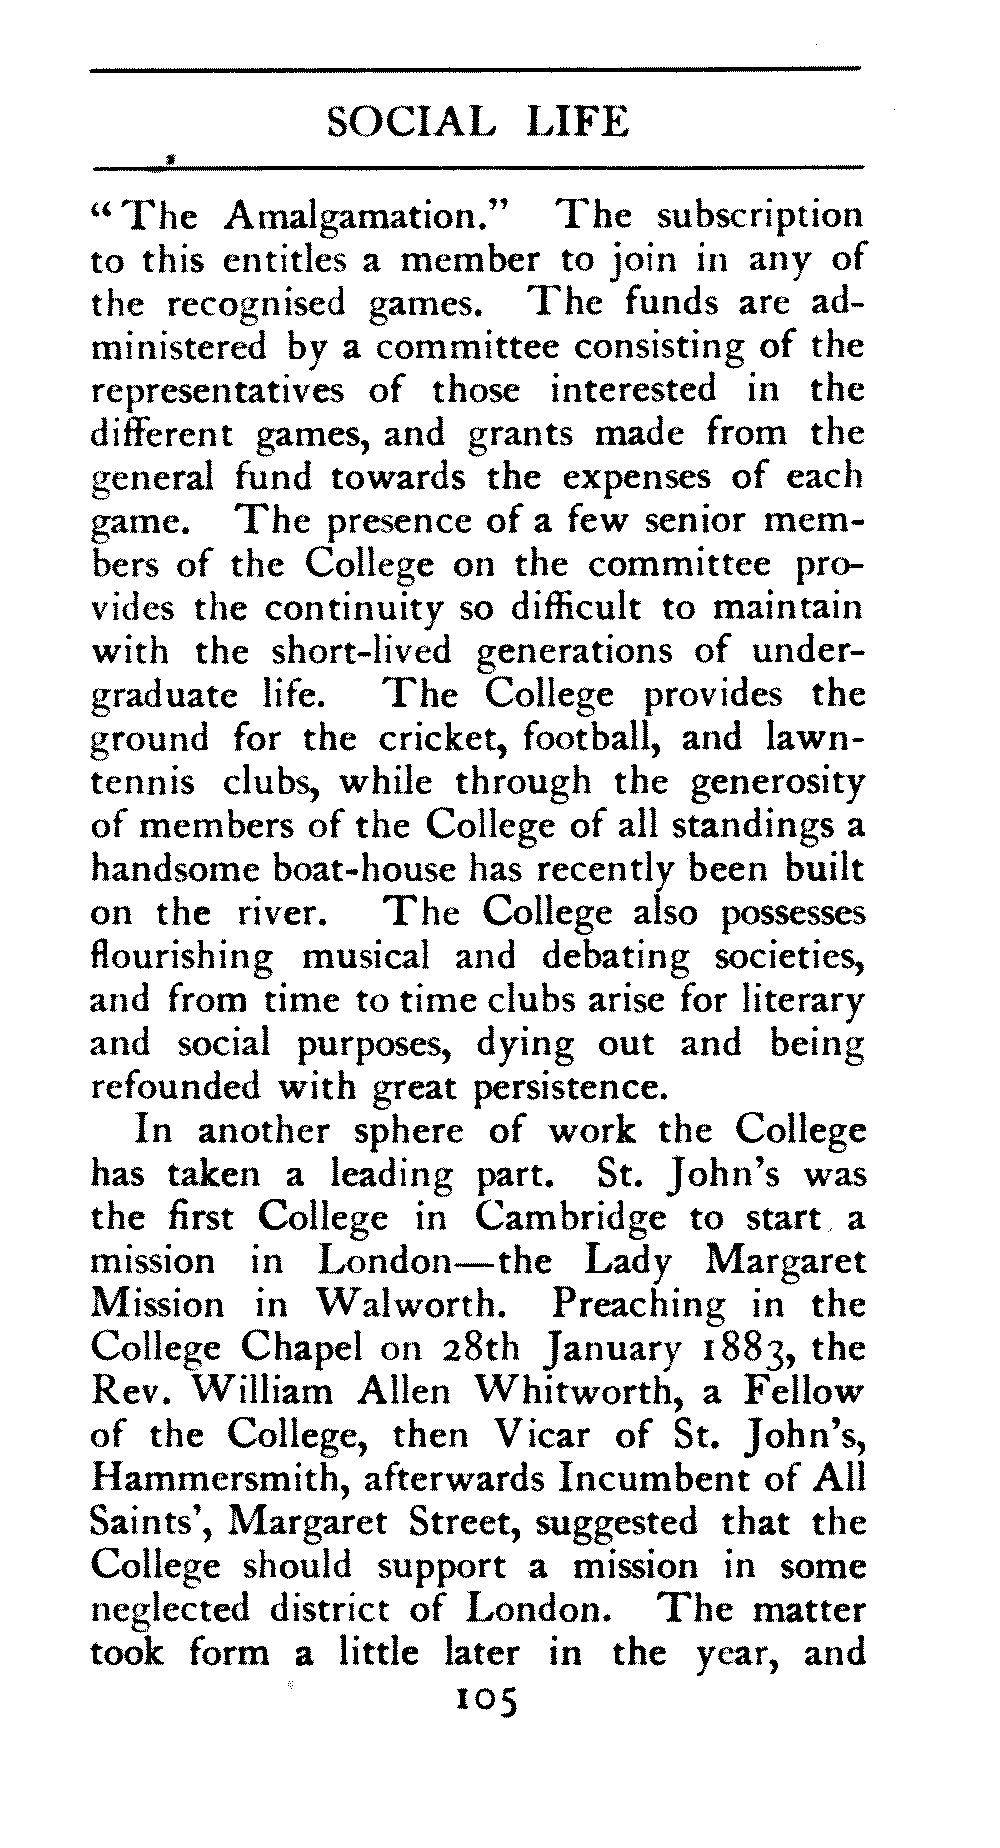 SOCIAL LIFE
“The Amalgamation.” The subscription
to this entitles a member to join in any of
the recognised games. The funds are ad-
ministered by a committee consisting of the
representatives of those interested in the
different games, and grants made from the
general fund towards the expenses of each
game. The presence of a few senior mem-
bers of the College on the committee pro-
vides the continuity so difficult to maintain
with the short-lived generations of under-
graduate life. The College provides the
ground for the cricket, football, and lawn-
tennis clubs, while through the generosity
of members of the College of all standings a
handsome boat-house has recently been built
on the river. The College also possesses
flourishing musical and debating societies,
and from time to time clubs arise for literary
and social purposes, dying out and being
refounded with great persistence.
In another sphere of work the College
has taken a leading part. St. John’s was
the first College in Cambridge to start a
mission in London—the Lady Margaret
Mission in Walworth. Preaching in the
College Chapel on 28th January 1883, the
Rev. William Allen Whitworth, a Fellow
of the College, then Vicar of St. John’s,
Hammersmith, afterwards Incumbent of All
Saints’, Margaret Street, suggested that the
College should support a mission in some
neglected district of London. The matter
took form a little later in the year, and
105